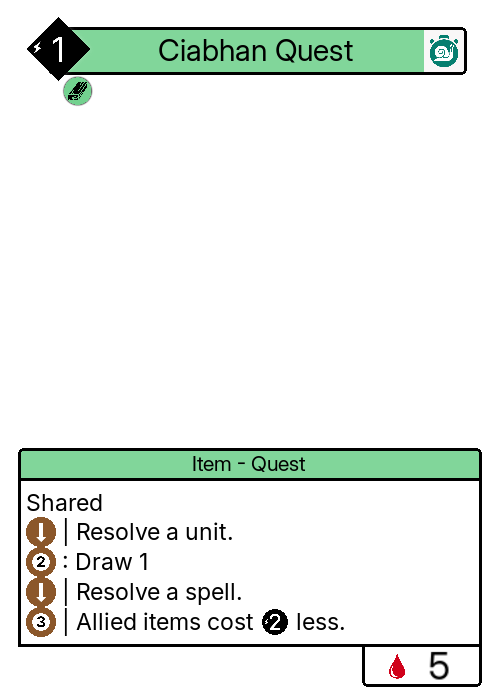 1
Ciabhan Quest
Item - Quest
Shared
| Resolve a unit.
2 : Draw 1
| Resolve a spell.
3 | Allied items cost 2 less.
5